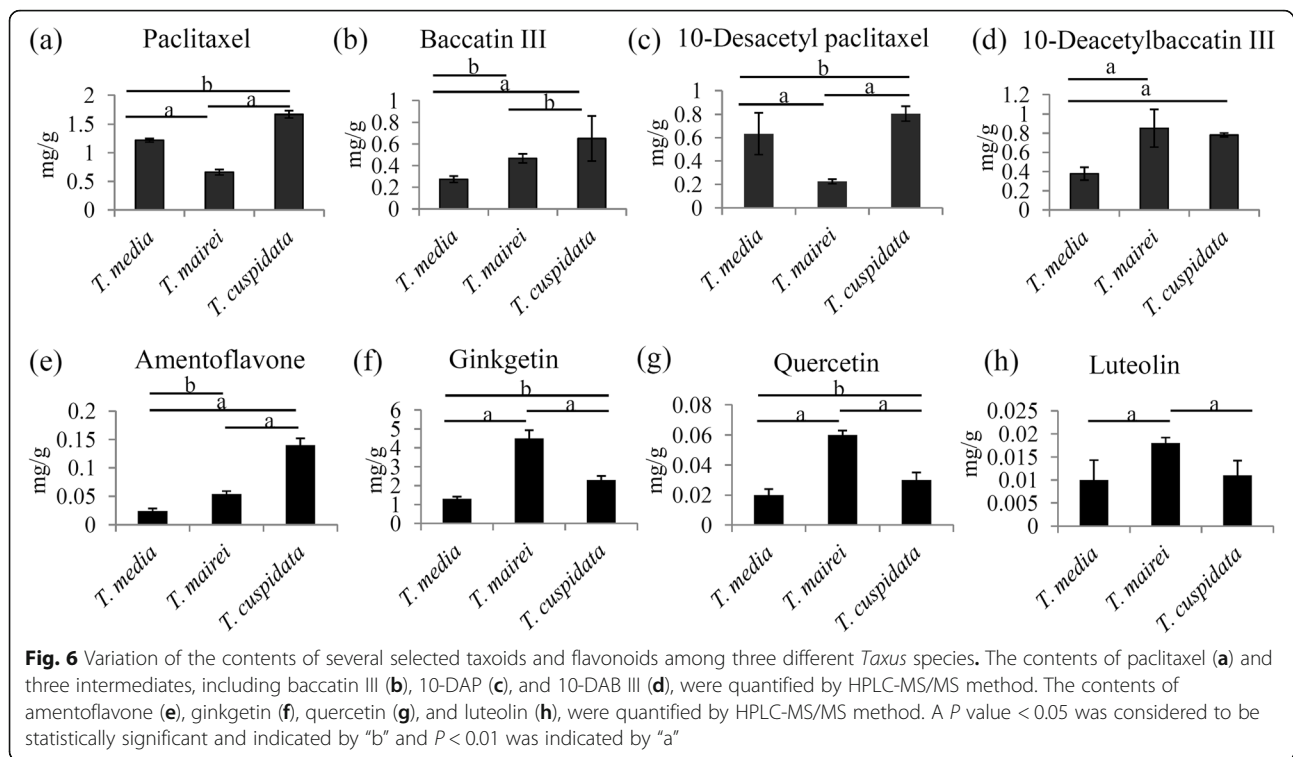 (a) Paclitaxel
(b) Baccatin III
(c) 10-Desacetyl paclitaxel
(d) 10-Deacetylbaccatin III
b
a a
2
1.5
1
0.5
0
mg/g
T. media
T. mairei
T. cuspidata
b
a
b
1
0.8
0.6
0.4
0.2
0
mg/g
T. media
T. mairei
T. cuspidata
b
a a
1
0.8
0.6
0.4
0.2
0
mg/g
T. media
T. mairei
T. cuspidata
a
a
1.2
1
0.8
0.6
0.4
0.2
0
mg/g
T. media
T. mairei
T. cuspidata
(e) Amentoflavone
(f) Ginkgetin
(g) Quercetin
(h) Luteolin
b
a
a
0.2
0.15
0.1
0.05
0
mg/g
T. media
T. mairei
T. cuspidata
b
a a
6
5
4
3
2
1
0
mg/g
T. media
T. mairei
T. cuspidata
b
a a
0.08
0.06
0.04
0.02
0
mg/g
T. media
T. mairei
T. cuspidata
a a
0.025
0.02
0.015
0.01
0.005
0
mg/g
T. media
T. mairei
T. cuspidata
Fig. 6 Variation of the contents of several selected taxoids and flavonoids among three different Taxus species. The contents of paclitaxel (a) and
three intermediates, including baccatin III (b), 10-DAP (c), and 10-DAB III (d), were quantified by HPLC-MS/MS method. The contents of
amentoflavone (e), ginkgetin (f), quercetin (g), and luteolin (h), were quantified by HPLC-MS/MS method. A P value < 0.05 was considered to be
statistically significant and indicated by “b” and P < 0.01 was indicated by “a”